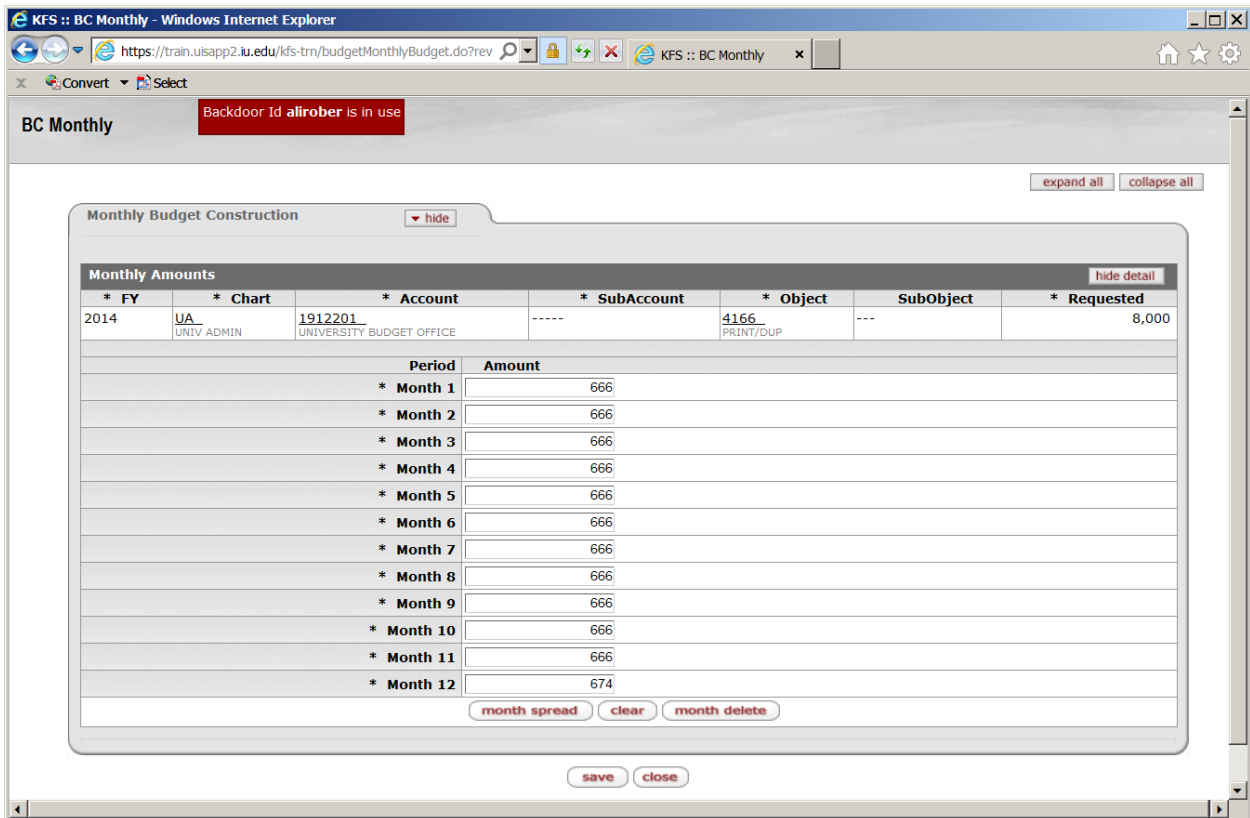 KFS :: BC Monthly - Windows Internet Explorer
https://train.uisapp2.iu.edu/kfs-trn/budgetMonthlyBudget.do?rev KFS :: BC Monthly x
x Convert Select
BC Monthly
Backdoor Id alirober is in use
expand all collapse all
Monthly Budget Construction hide
Monthly Amounts hide detail
* FY * Chart * Account * SubAccount * Object SubObject * Requested
2014 UA 1912201 ----- 4166 --- 8,000
UNIV ADMIN UNIVERSITY BUDGET OFFICE PRINT/DUP
Period Amount
* Month 1 666
* Month 2 666
* Month 3 666
* Month 4 666
* Month 5 666
* Month 6 666
* Month 7 666
* Month 8 666
* Month 9 666
* Month 10 666
* Month 11 666
* Month 12 674
month spread clear month delete
save close